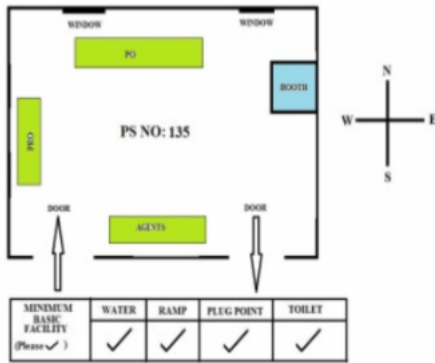 WINDOW
WINDOW
PO
BOOTH
N
W
E
S
PRO
PS NO: 135
DOOR
DOOR
AGENTS
MINIMUM
BASIC
FACILITY
(Please ✓ )
WATER
RAMP
PLUG POINT
TOILET
✓ ✓ ✓ ✓